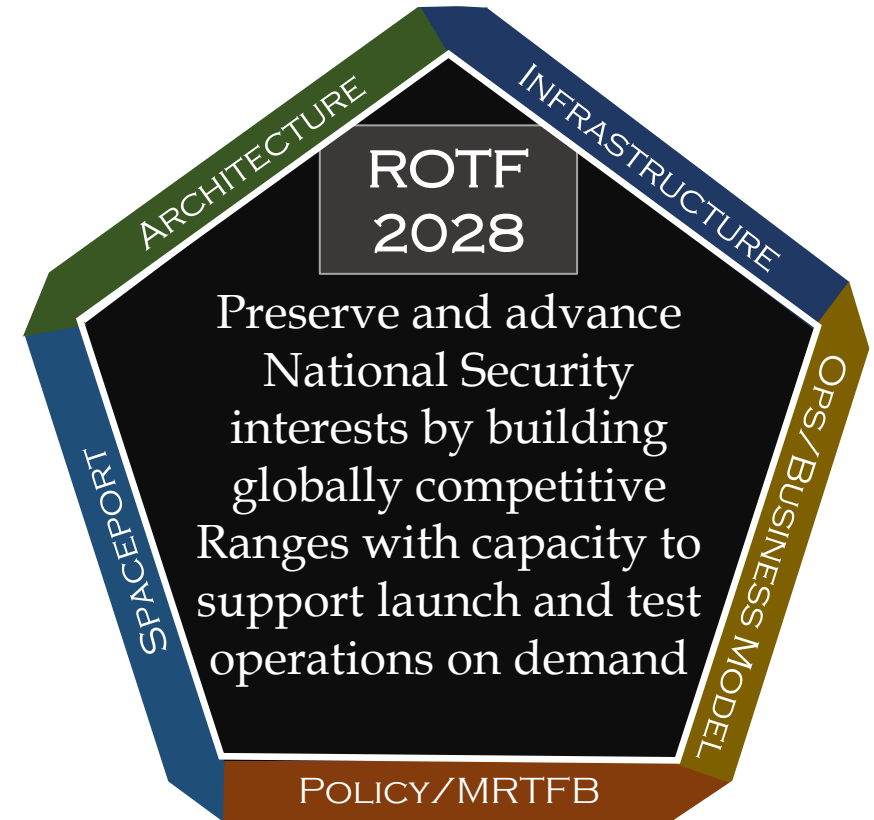 ARCHITECTURE
INFRASTRUCTURE
ROTF
2028
Preserve and advance
National Security
interests by building
globally competitive
Ranges with capacity to
support launch and test
operations on demand
SPACEPORT
OPS/BUSINESS MODEL
POLICY/MRTFB